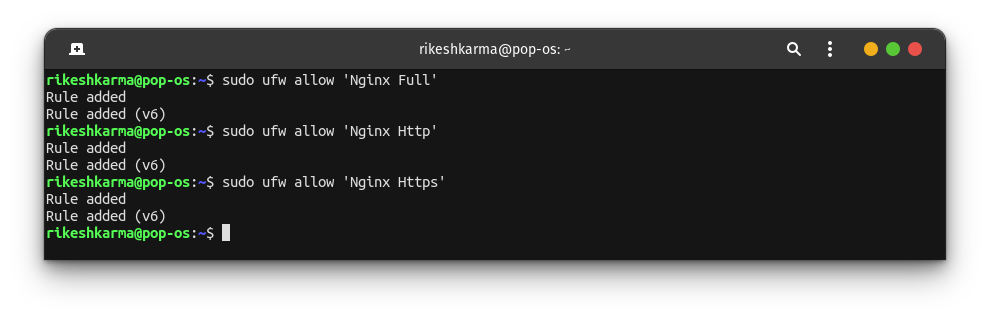 rikeshkarma@pop-os: ~
rikeshkarma@pop-os:~$ sudo ufw allow 'Nginx Full'
Rule added
Rule added (v6)
rikeshkarma@pop-os:~$ sudo ufw allow 'Nginx Http'
Rule added
Rule added (v6)
rikeshkarma@pop-os:~$ sudo ufw allow 'Nginx Https'
Rule added
Rule added (v6)
rikeshkarma@pop-os:~$